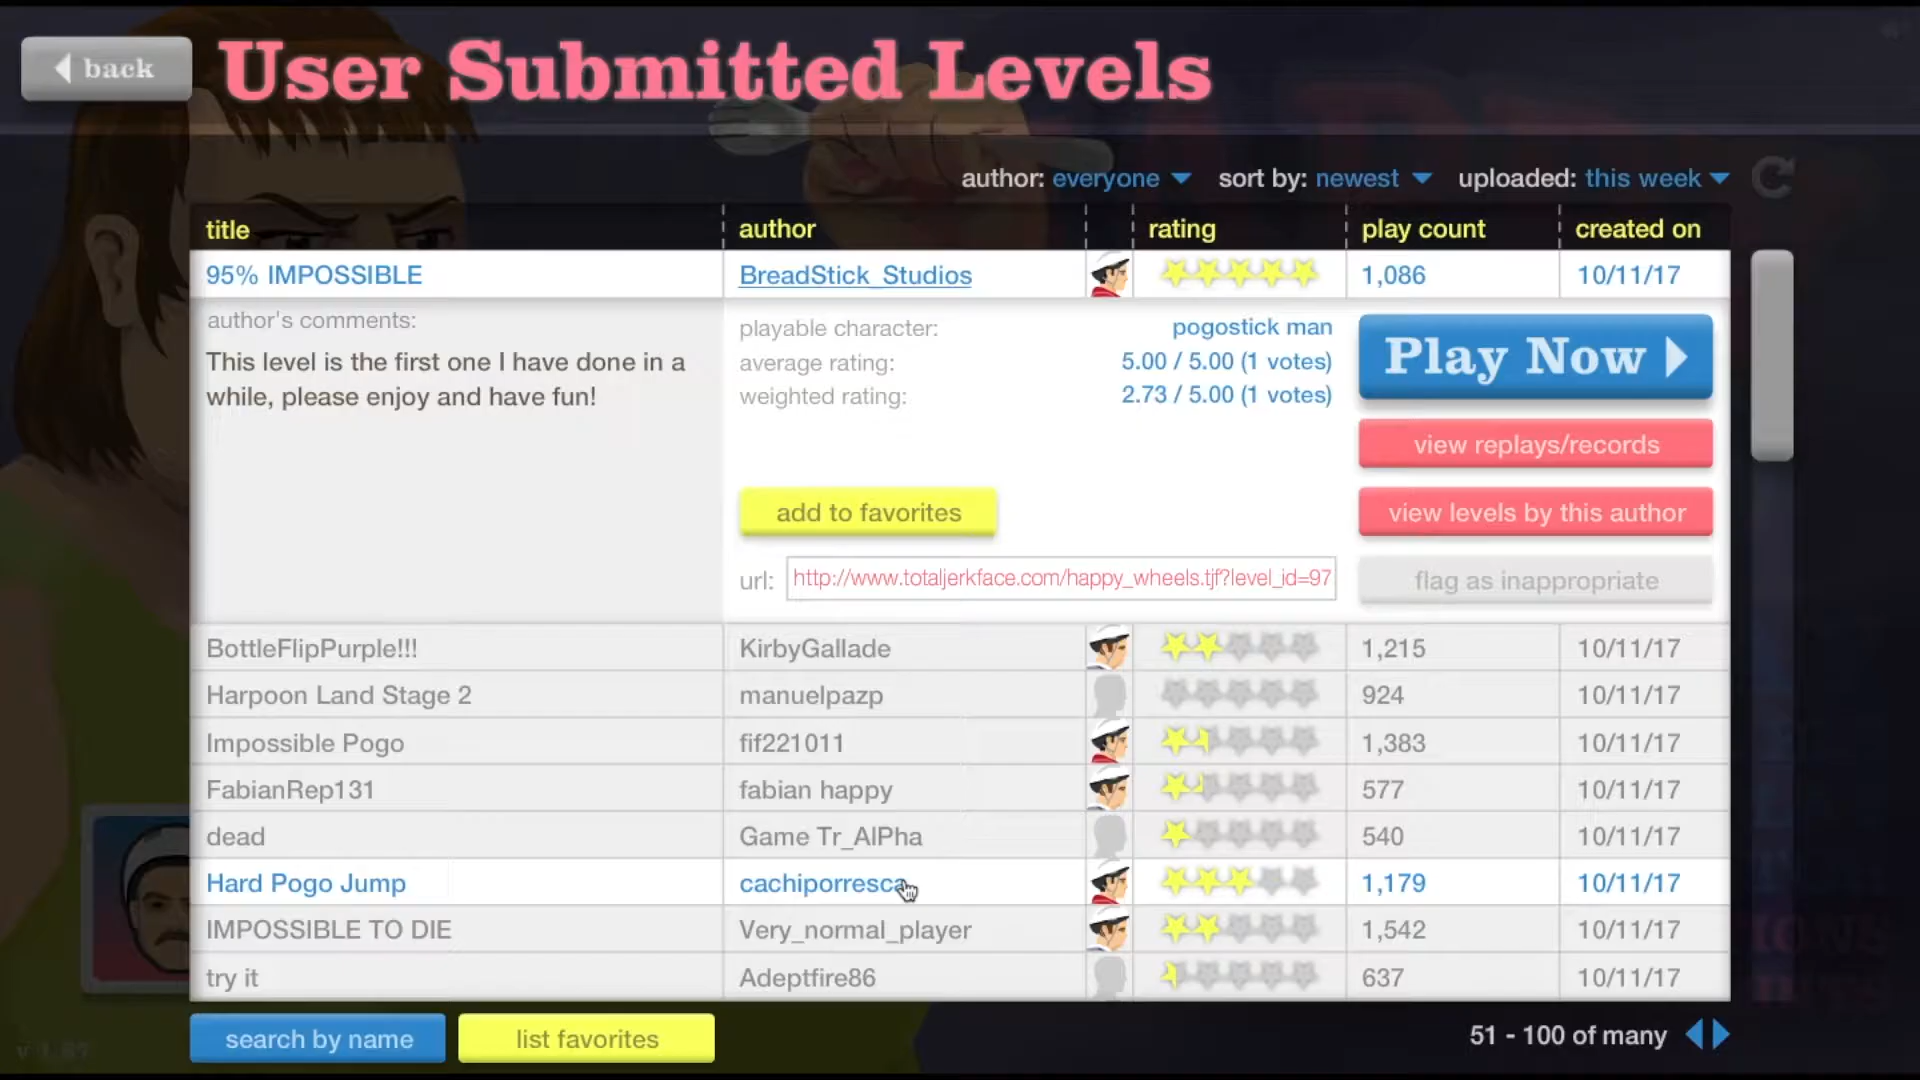 back
User Submitted Levels
author: everyone sort by: newest uploaded: this week
title author rating play count created on
95% IMPOSSIBLE BreadStick_Studios 1,086 10/11/17
author's comments:
This level is the first one I have done in a
while, please enjoy and have fun!
playable character: pogostick man
average rating: 5.00 / 5.00 (1 votes)
weighted rating: 2.73 / 5.00 (1 votes)
Play Now
view replays/records
add to favorites
view levels by this author
url: http://www.totaljerkface.com/happy_wheels.tjf?level_id=97
flag as inappropriate
BottleFlipPurple!!! KirbyGallade 1,215 10/11/17
Harpoon Land Stage 2 manuelpazp 924 10/11/17
Impossible Pogo fif221011 1,383 10/11/17
FabianRep131 fabian happy 577 10/11/17
dead Game Tr_AlPha 540 10/11/17
Hard Pogo Jump cachiporresca 1,179 10/11/17
IMPOSSIBLE TO DIE Very_normal_player 1,542 10/11/17
try it Adeptfire86 637 10/11/17
search by name list favorites 51 - 100 of many